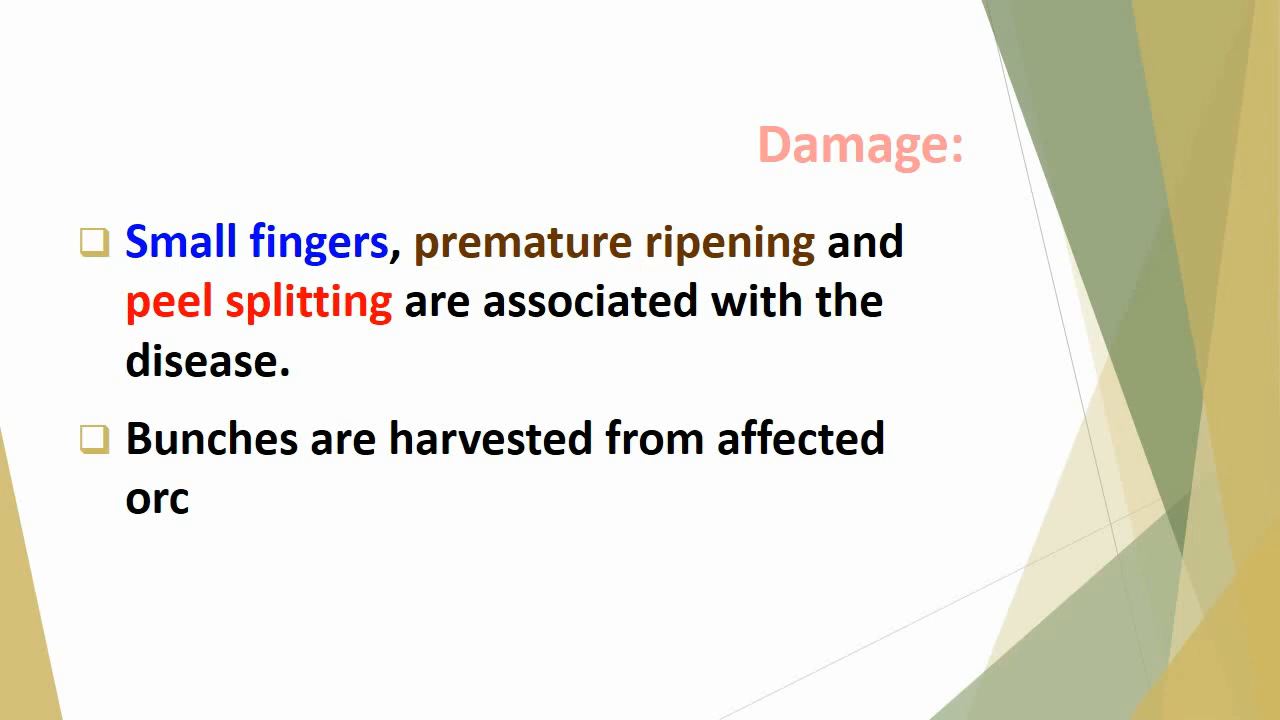 Damage:
Small fingers, premature ripening and
peel splitting are associated with the
disease.
Bunches are harvested from affected
orc